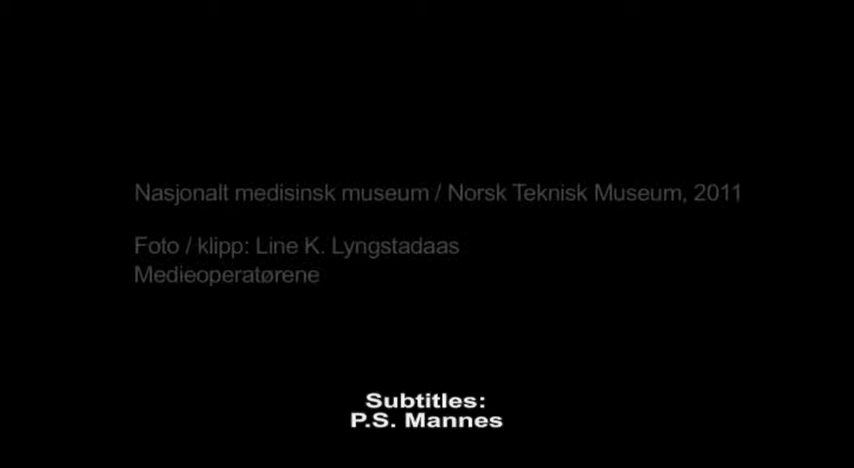 Nasjonalt medisinsk museum / Norsk Teknisk Museum, 2011
Foto / klipp: Line K. Lyngstadaas
Medieoperatørene
Subtitles:
P.S. Mannes